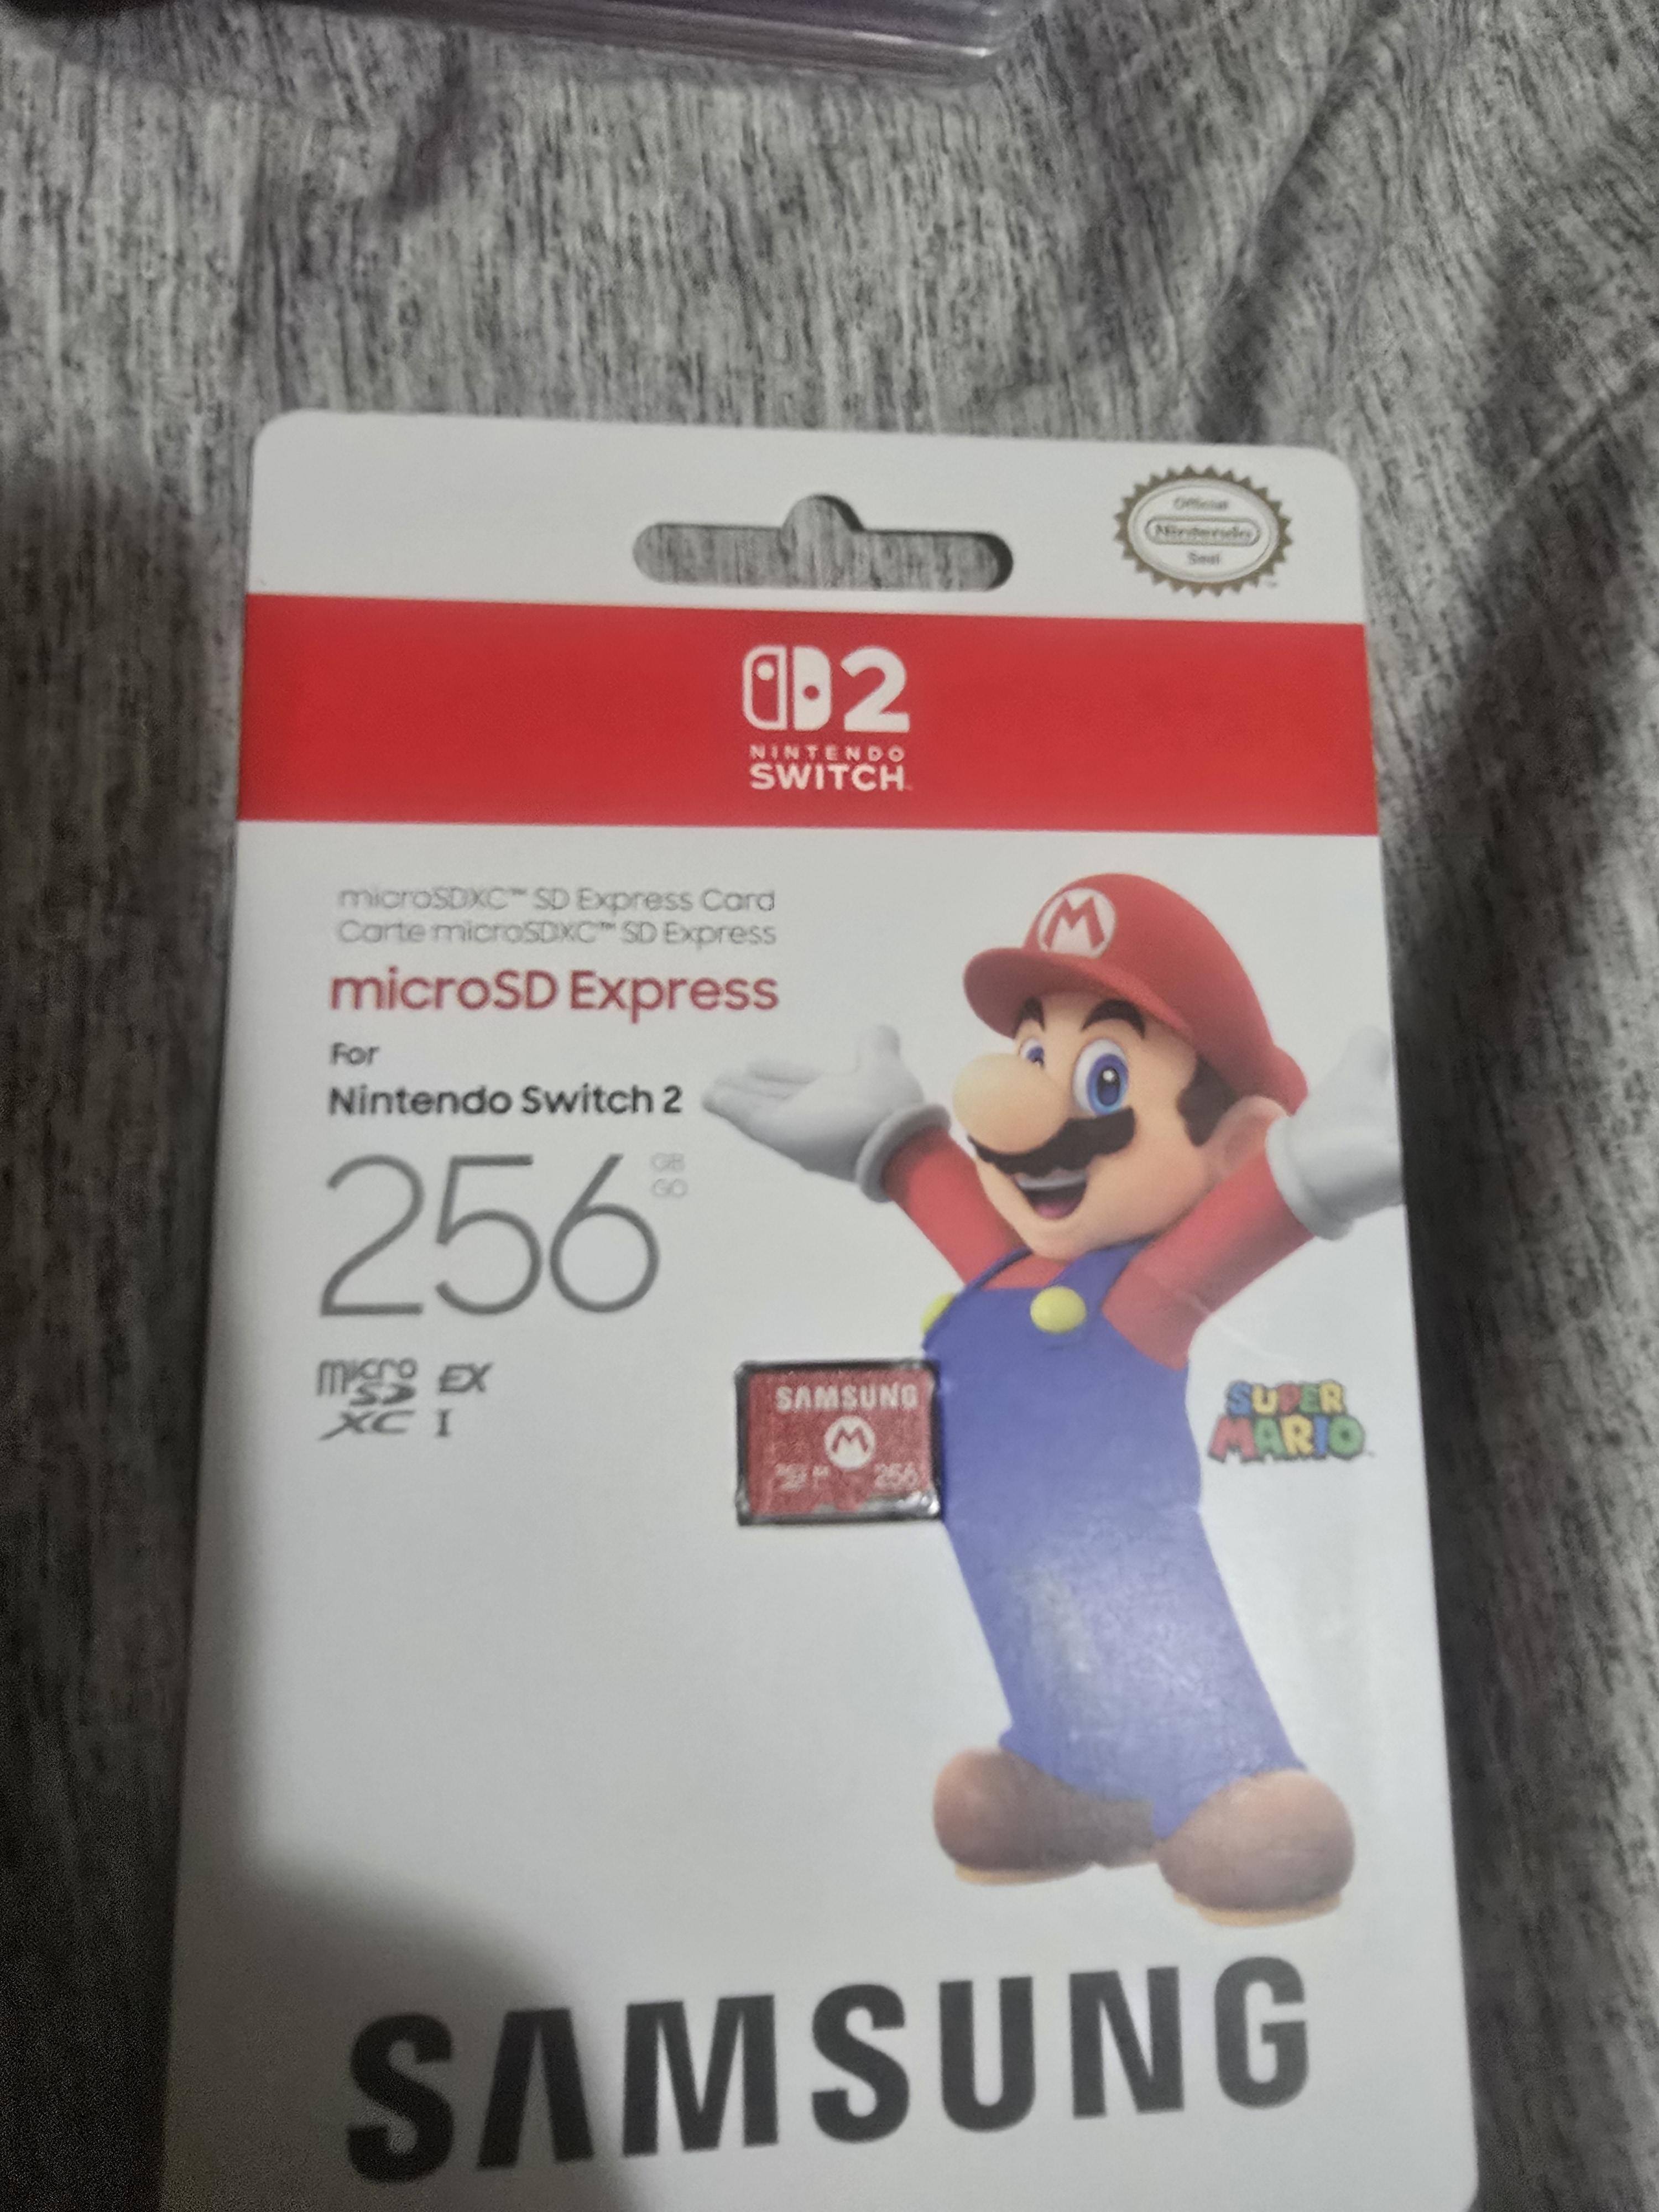 Official
Nintendo
Seal
2
NINTENDO
SWITCH
microSDXC™ SD Express Card
Carte microSDXC™ SD Express
microSD Express
For
Nintendo Switch 2
256 GB
GO
M
micro
SD EX
XC I
SAMSUNG
M
256
SUPER
MARIO
SAMSUNG